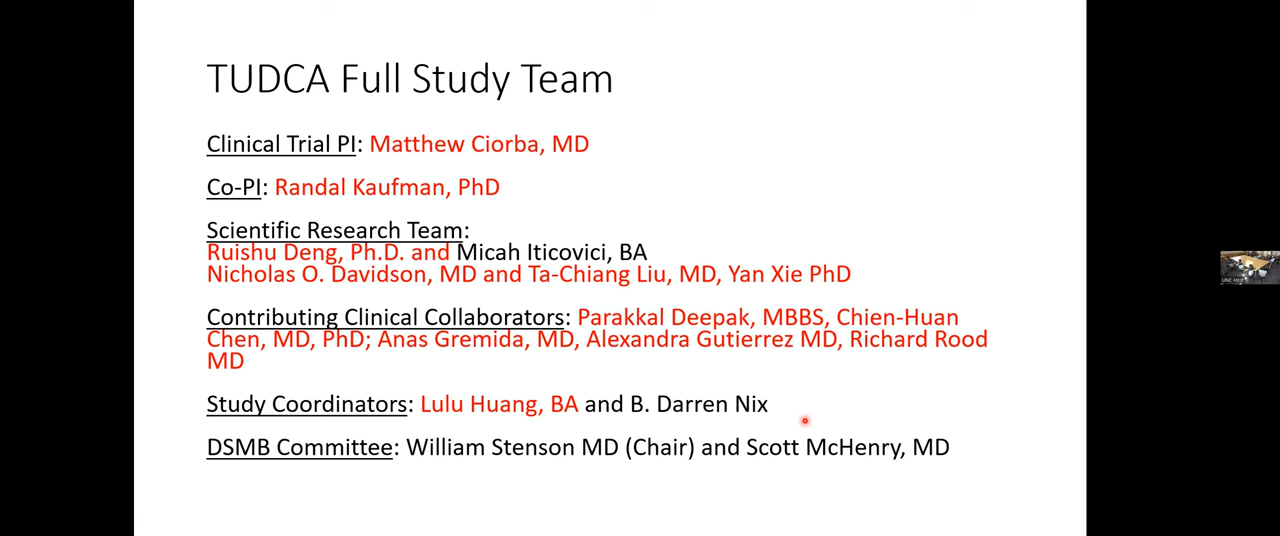 TUDCA Full Study Team
Clinical Trial PI: Matthew Ciorba, MD
Co-PI: Randal Kaufman, PhD
Scientific Research Team:
Ruishu Deng, Ph.D. and Micah Iticovici, BA
Nicholas O. Davidson, MD and Ta-Chiang Liu, MD, Yan Xie PhD
Contributing Clinical Collaborators: Parakkal Deepak, MBBS, Chien-Huan
Chen, MD, PhD; Anas Gremida, MD, Alexandra Gutierrez MD, Richard Rood
MD
Study Coordinators: Lulu Huang, BA and B. Darren Nix
DSMB Committee: William Stenson MD (Chair) and Scott McHenry, MD
UNC Host